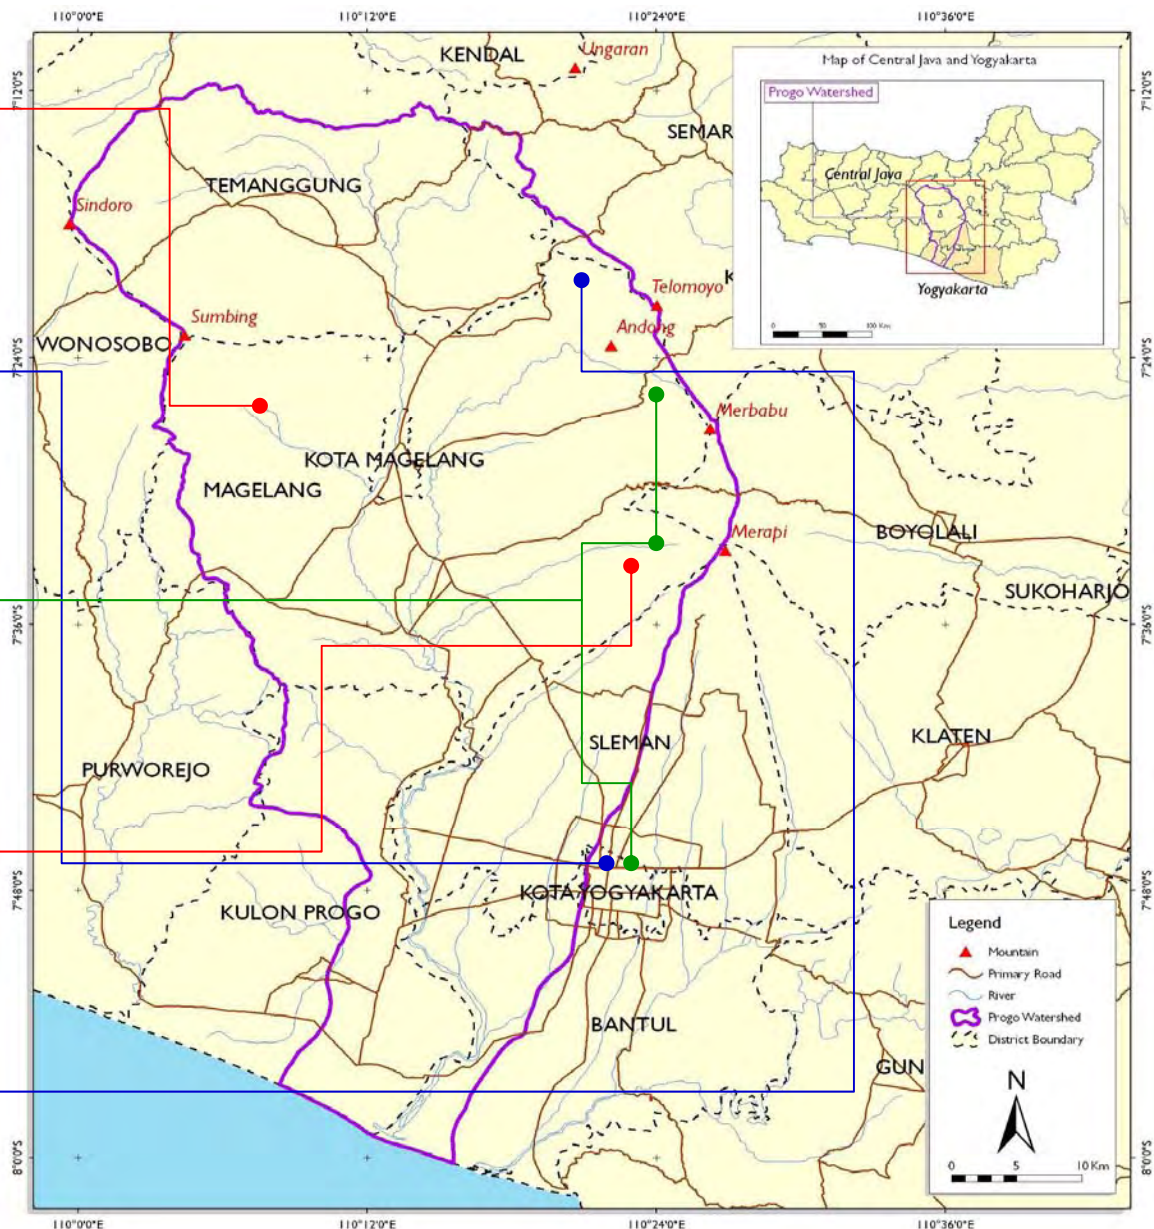 110°0'0"E
110°12'0"E
110°24'0"E
110°36'0"E
KENDAL
Ungaran
Map of Central Java and Yogyakarta
Progo Watershed
7°12'0"S
7°12'0"S
SEMAR
Central Java
TEMANGGUNG
Sindoro
K
Telomoyo
Yogyakarta
Sumbing
Andong
0 50 100 Km
WONOSOBO
7°24'0"S
7°24'0"S
Merbabu
KOTA MAGELANG
MAGELANG
Merapi
BOYOLALI
SUKOHARJO
7°36'0"S
7°36'0"S
SLEMAN
KLATEN
PURWOREJO
7°48'0"S
7°48'0"S
KOTA YOGYAKARTA
KULON PROGO
Legend
Mountain
Primary Road
River
Progo Watershed
District Boundary
BANTUL
GUN
N
8°0'0"S
8°0'0"S
0 5 10 Km
110°0'0"E
110°12'0"E
110°24'0"E
110°36'0"E